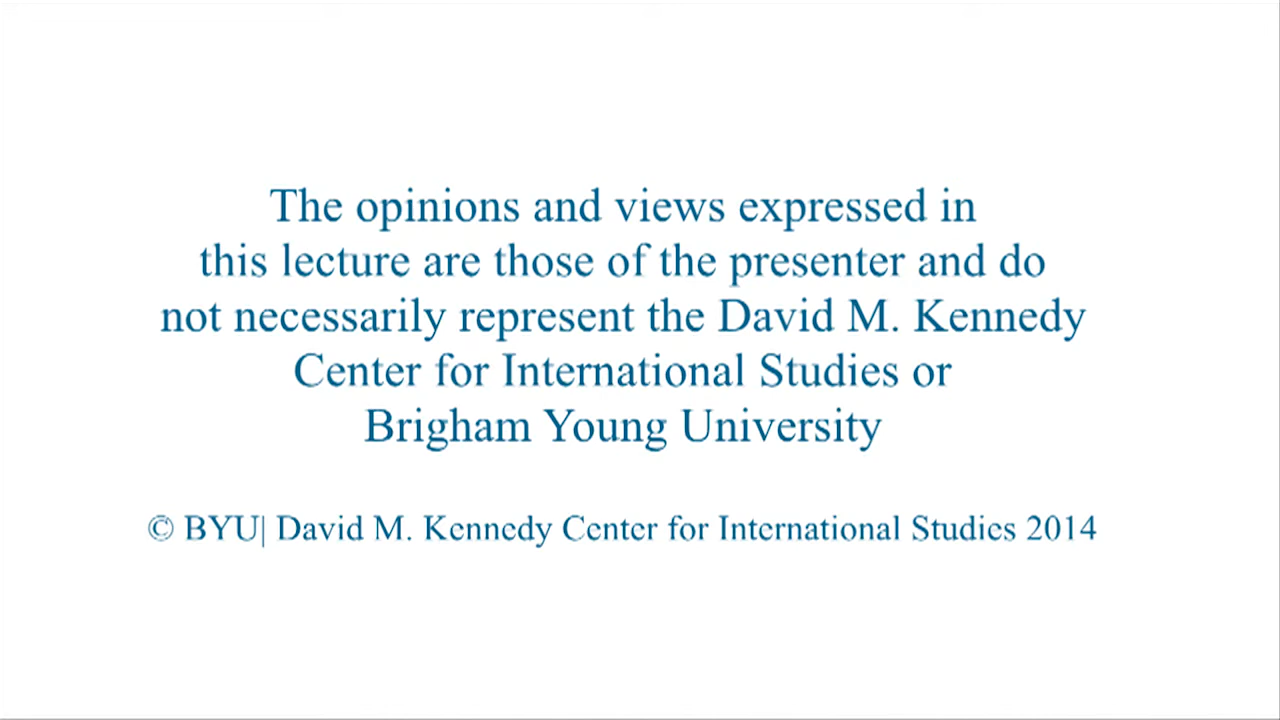 The opinions and views expressed in
this lecture are those of the presenter and do
not necessarily represent the David M. Kennedy
Center for International Studies or
Brigham Young University
© BYU| David M. Kennedy Center for International Studies 2014